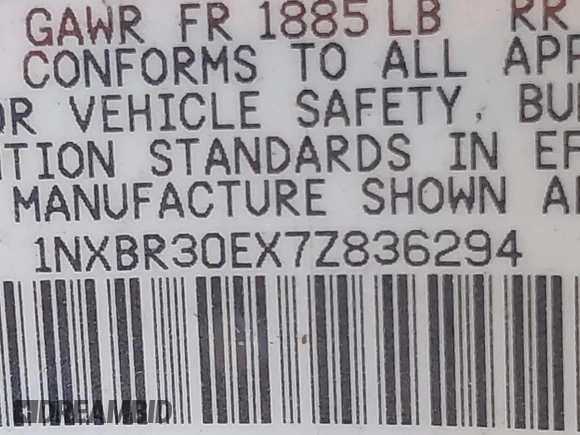 GAWR FR 1885 LB RR
CONFORMS TO ALL APP
OR VEHICLE SAFETY, BU
TION STANDARDS IN EF
MANUFACTURE SHOWN A
1NXBR30EX7Z836294
DREAMBID